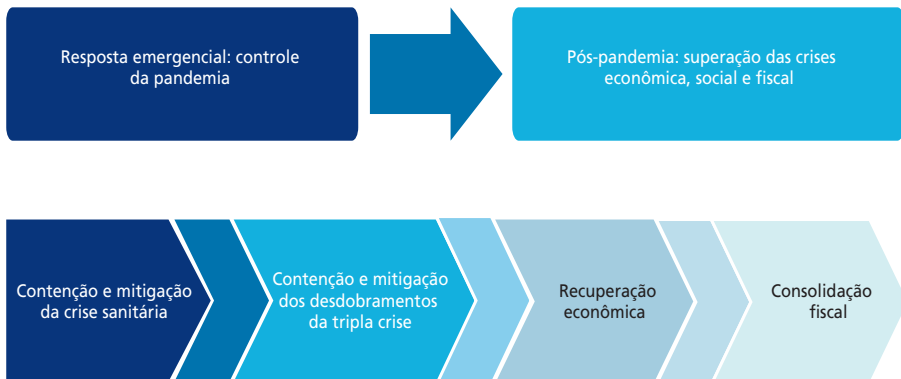 Resposta emergencial: controle
da pandemia
Pós-pandemia: superação das crises
econômica, social e fiscal
Contenção e mitigação
da crise sanitária
Contenção e mitigação
dos desdobramentos
da tripla crise
Recuperação
econômica
Consolidação
fiscal